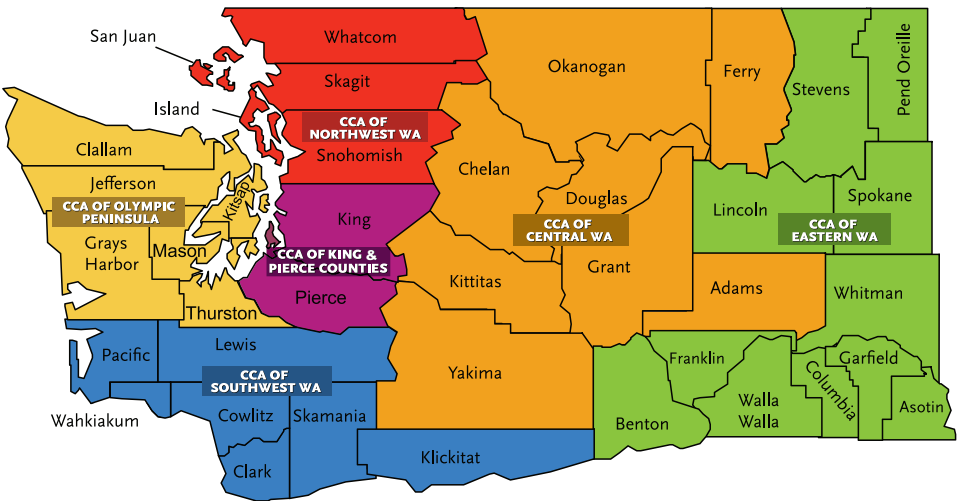 San Juan
Whatcom
Okanogan
Ferry
Pend Oreille
Stevens
Skagit
Island
CCA OF
NORTHWEST WA
Snohomish
Clallam
Chelan
Jefferson
Kitsap
Douglas
Spokane
Lincoln
CCA OF OLYMPIC
PENINSULA
King
CCA OF
CENTRAL WA
CCA OF
EASTERN WA
Grays
Harbor
Mason
CCA OF KING &
PIERCE COUNTIES
Grant
Kittitas
Adams
Whitman
Pierce
Thurston
Pacific
Lewis
Franklin
Garfield
Columbia
Yakima
CCA OF
SOUTHWEST WA
Walla
Walla
Asotin
Wahkiakum
Cowlitz
Skamania
Benton
Klickitat
Clark